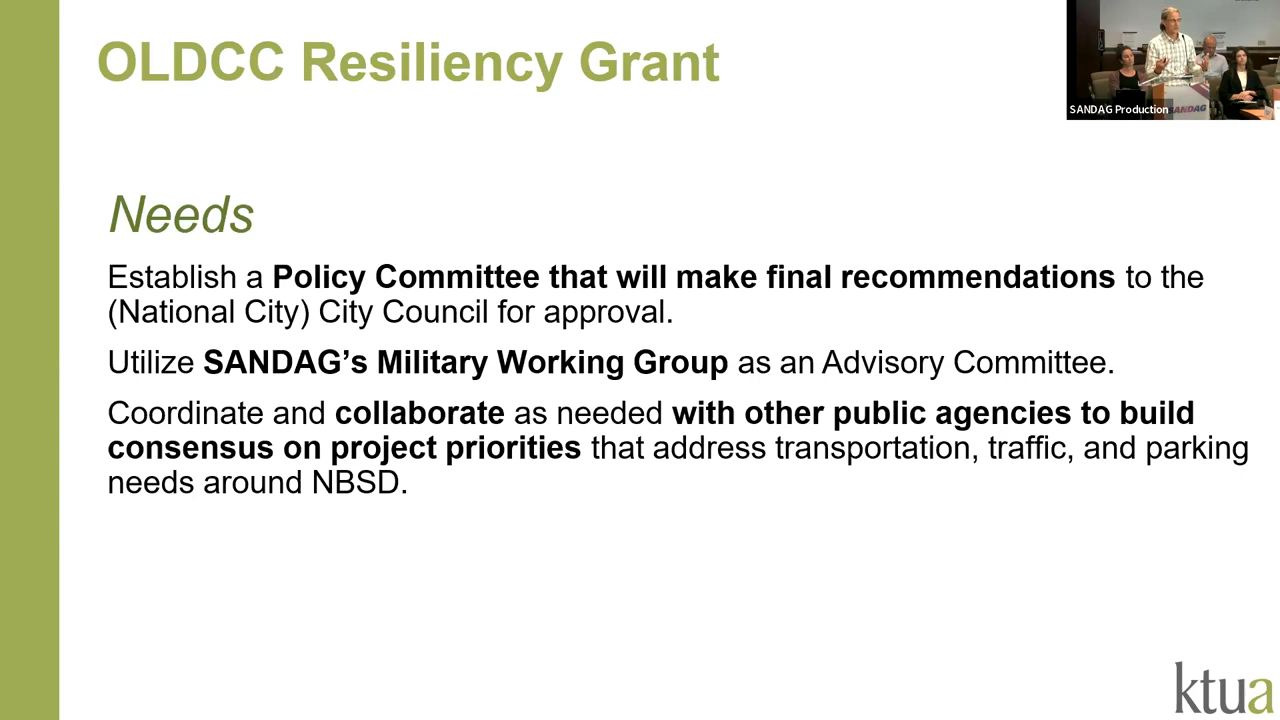 OLDCC Resiliency Grant
SANDAG Production
SANDAG
Needs
Establish a Policy Committee that will make final recommendations to the
(National City) City Council for approval.
Utilize SANDAG’s Military Working Group as an Advisory Committee.
Coordinate and collaborate as needed with other public agencies to build
consensus on project priorities that address transportation, traffic, and parking
needs around NBSD.
ktua